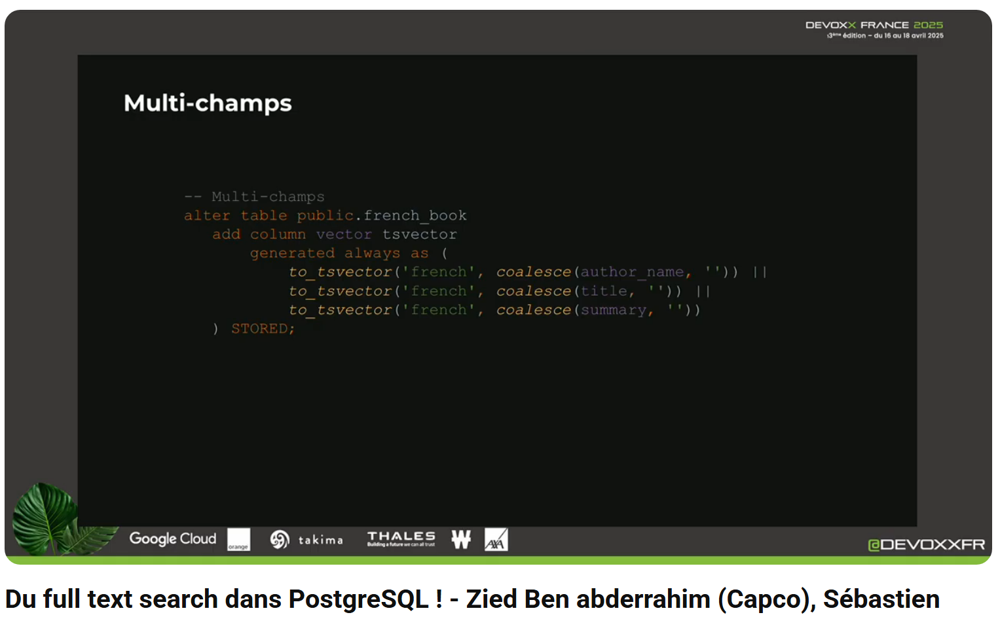 DEVOXX FRANCE 2025
13ème édition – du 16 au 18 avril 2025
Multi-champs
-- Multi-champs
alter table public.french_book
add column vector tsvector
generated always as (
to_tsvector('french', coalesce(author_name, '')) ||
to_tsvector('french', coalesce(title, '')) ||
to_tsvector('french', coalesce(summary, ''))
) STORED;
Google Cloud
orange
takima
THALES
Building a future we can all trust
W
AXA
@DEVOXXFR
Du full text search dans PostgreSQL ! - Zied Ben abderrahim (Capco), Sébastien